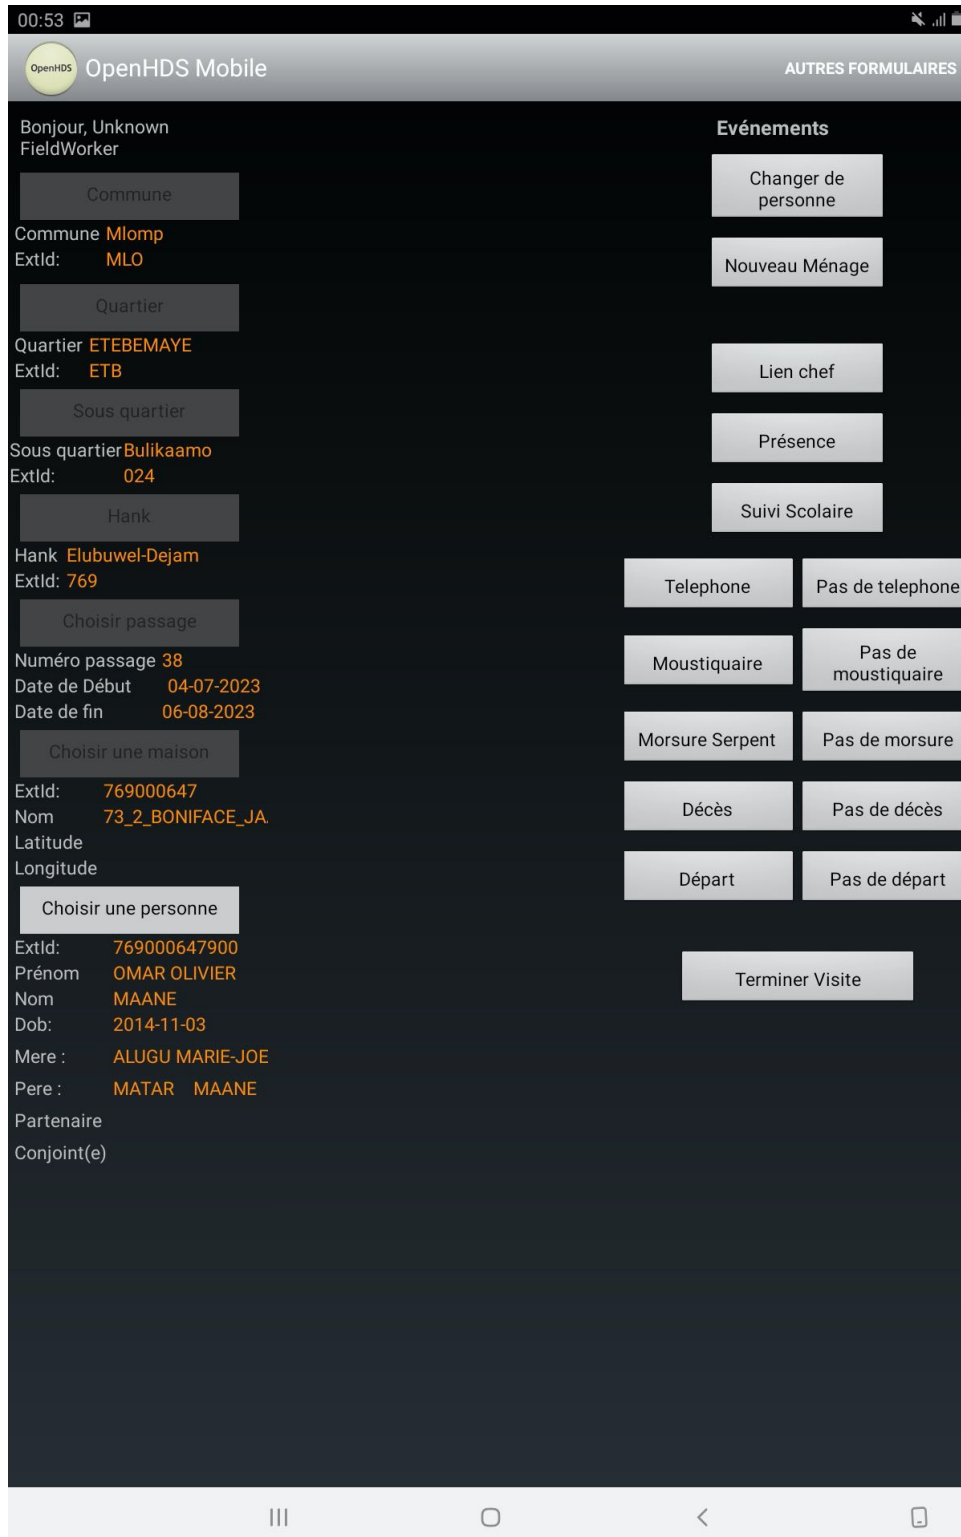 00:53
OpenHDS OpenHDS Mobile
AUTRES FORMULAIRES
Bonjour, Unknown
FieldWorker
Commune
Commune Mlomp
ExtId: MLO
Quartier
Quartier ETEBEMAYE
ExtId: ETB
Sous quartier
Sous quartier Bulikaamo
ExtId: 024
Hank
Hank Elubuwel-Dejam
ExtId: 769
Choisir passage
Numéro passage 38
Date de Début 04-07-2023
Date de fin 06-08-2023
Choisir une maison
ExtId: 769000647
Nom 73_2_BONIFACE_JA
Latitude
Longitude
Choisir une personne
ExtId: 769000647900
Prénom OMAR OLIVIER
Nom MAANE
Dob: 2014-11-03
Mere : ALUGU MARIE-JOE
Pere : MATAR MAANE
Partenaire
Conjoint(e)
Evénements
Changer de
personne
Nouveau Ménage
Lien chef
Présence
Suivi Scolaire
Telephone Pas de telephone
Moustiquaire Pas de
moustiquaire
Morsure Serpent Pas de morsure
Décès Pas de décès
Départ Pas de départ
Terminer Visite